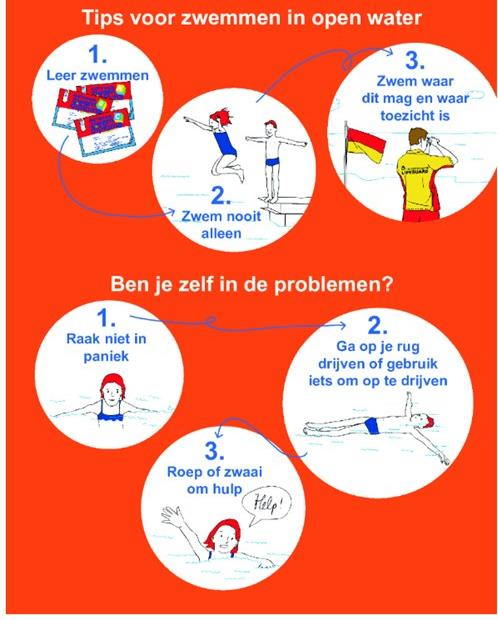 Tips voor zwemmen in open water
1.
Leer zwemmen
2.
Zwem nooit
alleen
3.
Zwem waar
dit mag en waar
toezicht is
LIFEGUARD
Ben je zelf in de problemen?
1.
Raak niet in
paniek
2.
Ga op je rug
drijven of gebruik
iets om op te drijven
3.
Roep of zwaai
om hulp
Help!